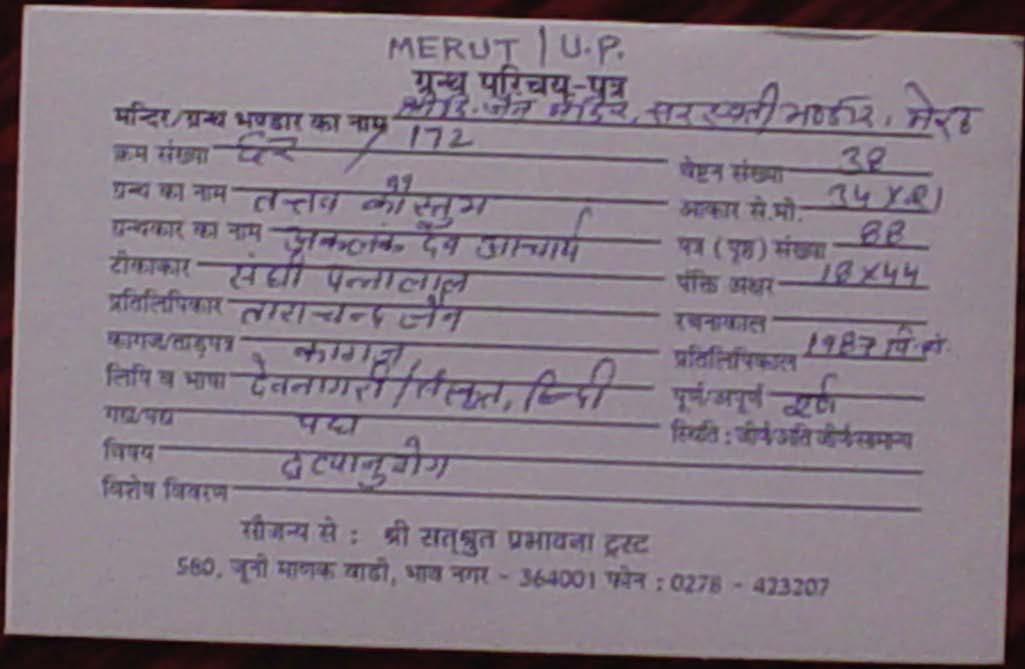 MERUT / U.P.
ग्रन्थ परिचय-पत्र
मन्दिर/ग्रन्थ भण्डार का नाम श्री दि. जैन मंदिर, सरस्वती भण्डार, मेरठ
क्रम संख्या / 172 वेष्टन संख्या 38
ग्रन्थ का नाम तत्तव कौस्तुभ आकार से.मी. 34 X 21
ग्रन्थकार का नाम अकलंक देव आचार्य पत्र (पृष्ठ) संख्या 88
टीकाकार संघी पन्नालाल पंक्ति अक्षर 18 X 44
प्रतिलिपिकार ताराचन्द जैन रचनाकाल
कागज/ताड़पत्र कागज प्रतिलिपिकाल 1987 वि.सं.
लिपि व भाषा देवनागरी/संस्कृत, हिन्दी पूर्ण/अपूर्ण पूर्ण
गद्य/पद्य पद्य स्थिति : जीर्ण/अति जीर्ण/सामान्य
विषय द्रव्यानुयोग
विशेष विवरण
सौजन्य से : श्री सत्श्रुत प्रभावना ट्रस्ट
580, जूनी माणक वाडी, भाव नगर - 364001 फोन : 0278 - 423207